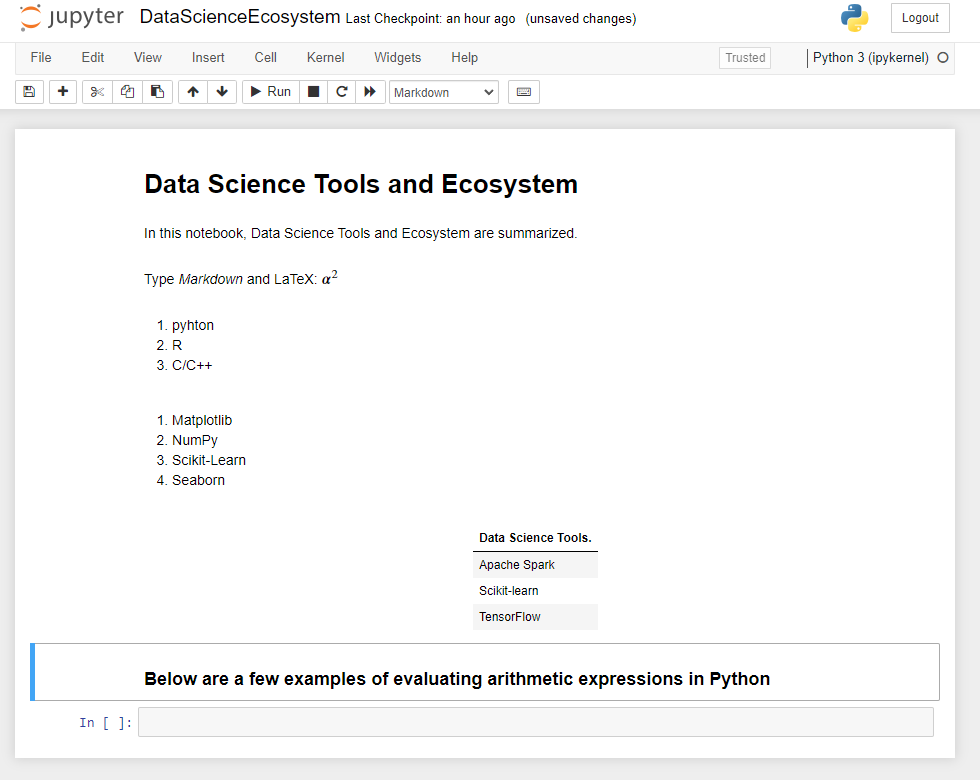 jupyter DataScienceEcosystem Last Checkpoint: an hour ago (unsaved changes) Logout
File Edit View Insert Cell Kernel Widgets Help Trusted Python 3 (ipykernel)
Run Markdown
Data Science Tools and Ecosystem
In this notebook, Data Science Tools and Ecosystem are summarized.
Type Markdown and LaTeX: α²
1. pyhton
2. R
3. C/C++
1. Matplotlib
2. NumPy
3. Scikit-Learn
4. Seaborn
Data Science Tools.
Apache Spark
Scikit-learn
TensorFlow
Below are a few examples of evaluating arithmetic expressions in Python
In [ ]: